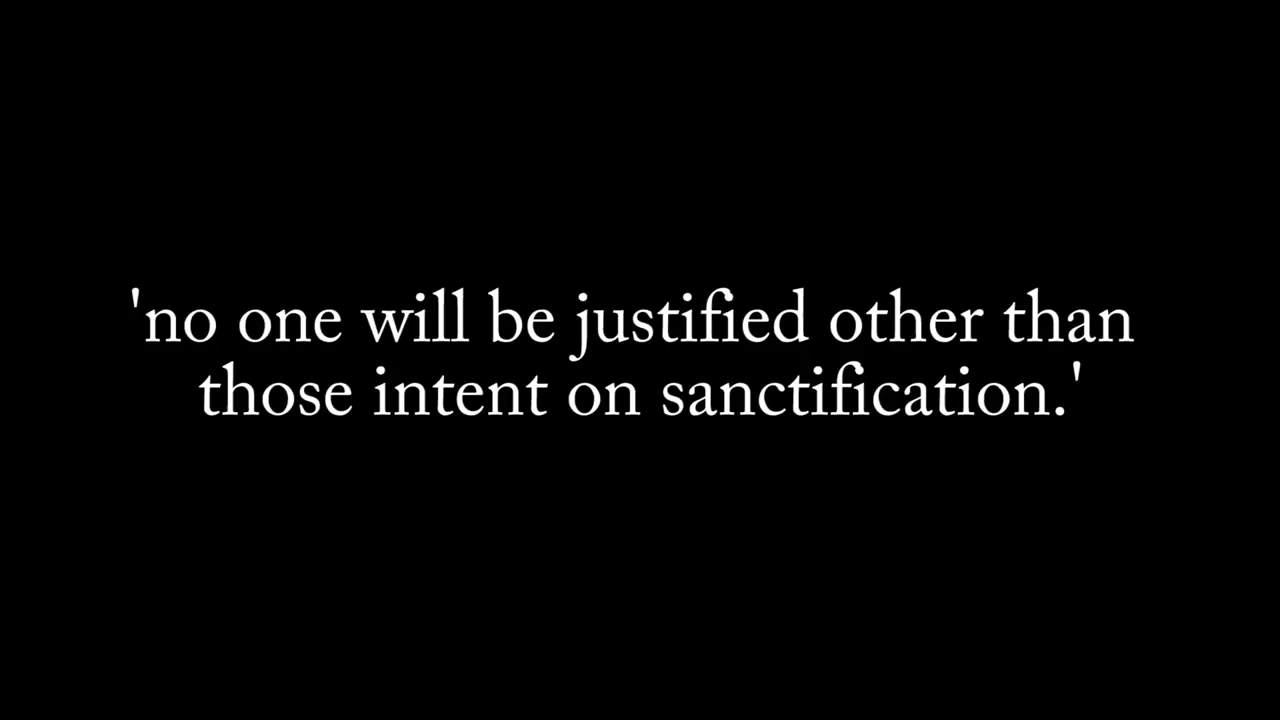 'no one will be justified other than
those intent on sanctification.'